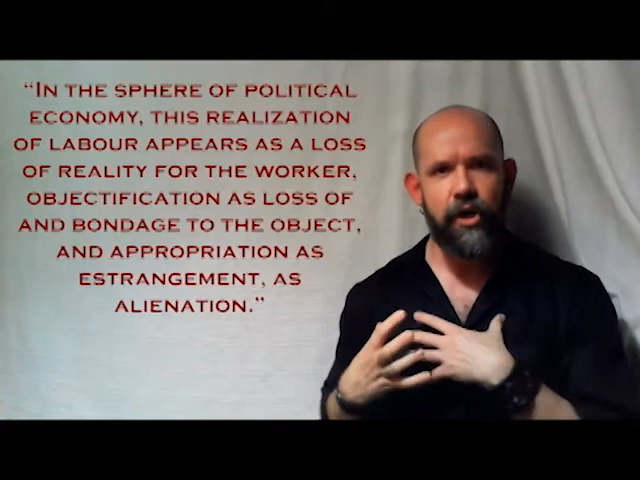 “In the sphere of political
economy, this realization
of labour appears as a loss
of reality for the worker,
objectification as loss of
and bondage to the object,
and appropriation as
estrangement, as
alienation.”